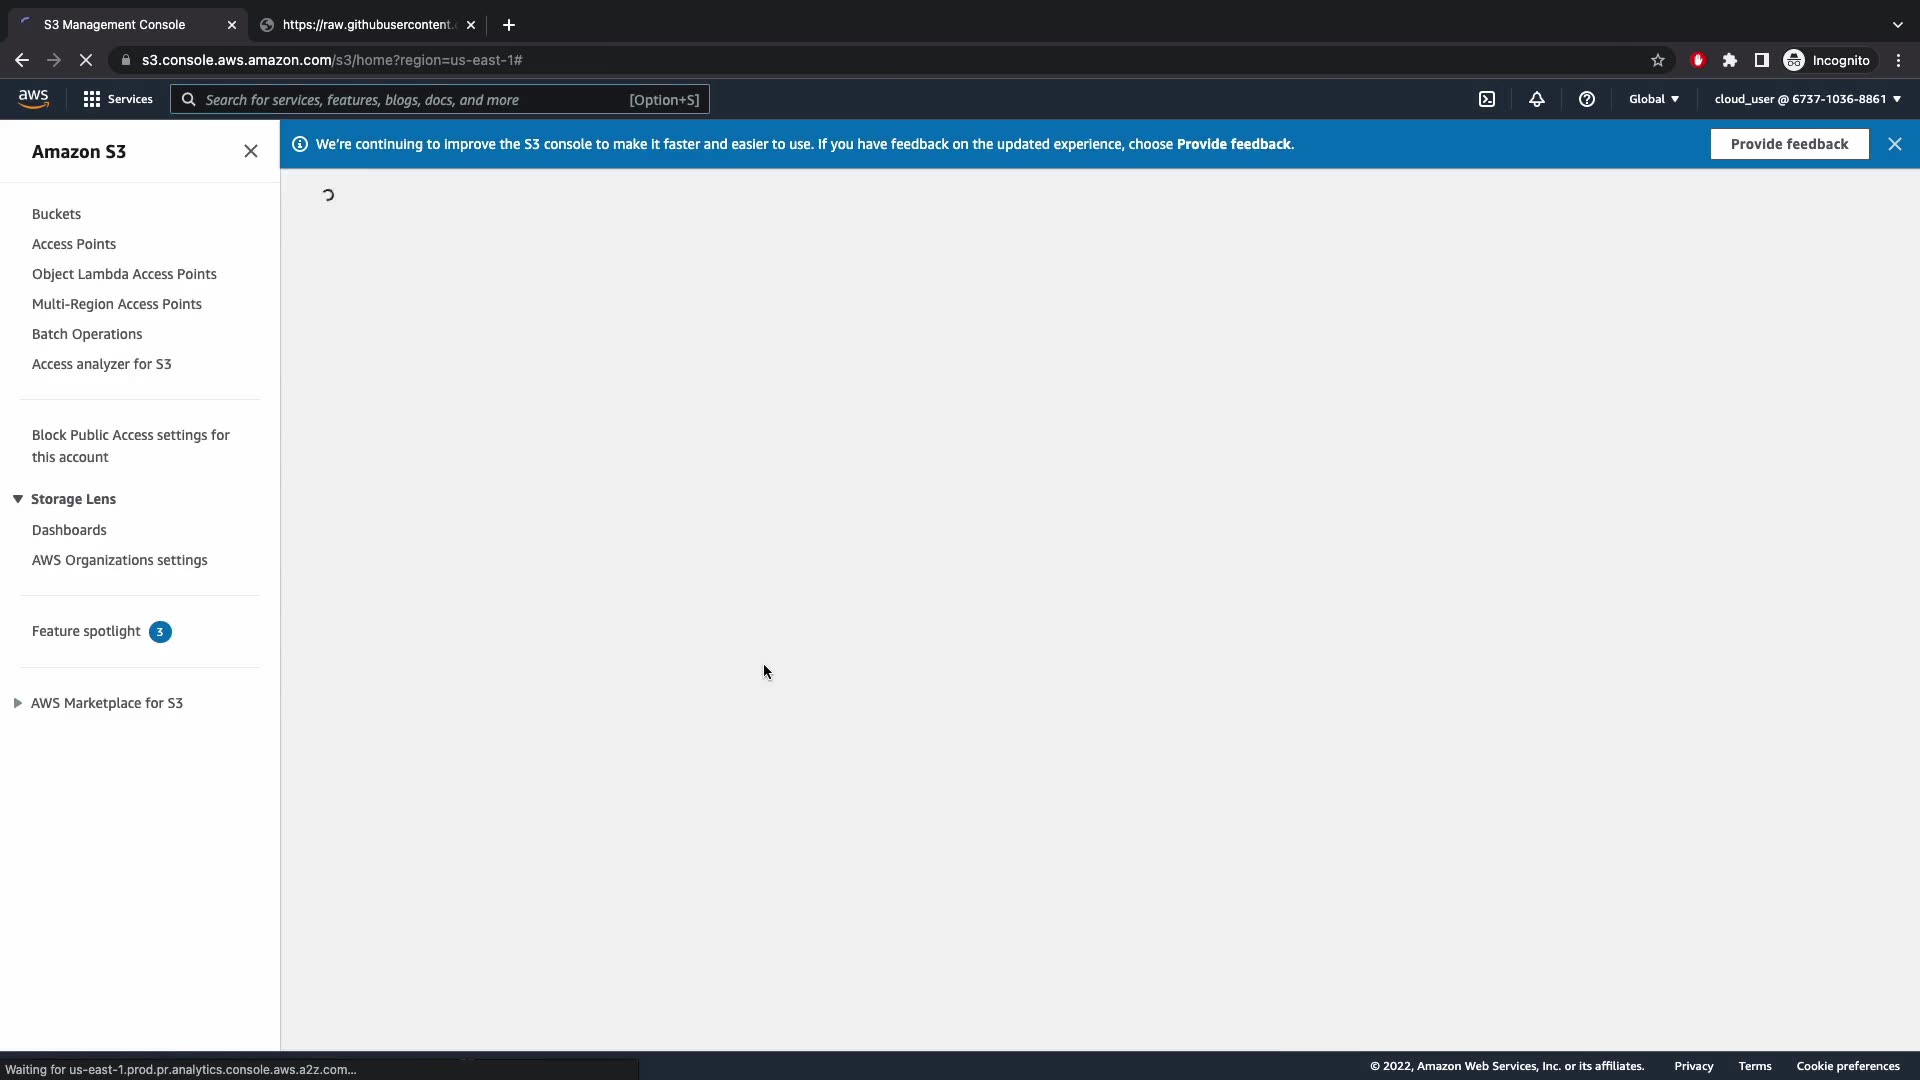 S3 Management Console
https://raw.githubusercontent.c
s3.console.aws.amazon.com/s3/home?region=us-east-1#
Incognito
aws
Services
Search for services, features, blogs, docs, and more
[Option+S]
Global
cloud_user @ 6737-1036-8861
Amazon S3
We're continuing to improve the S3 console to make it faster and easier to use. If you have feedback on the updated experience, choose Provide feedback.
Provide feedback
Buckets
Access Points
Object Lambda Access Points
Multi-Region Access Points
Batch Operations
Access analyzer for S3
Block Public Access settings for
this account
Storage Lens
Dashboards
AWS Organizations settings
Feature spotlight 3
AWS Marketplace for S3
Waiting for us-east-1.prod.pr.analytics.console.aws.a2z.com...
© 2022, Amazon Web Services, Inc. or its affiliates.
Privacy
Terms
Cookie preferences